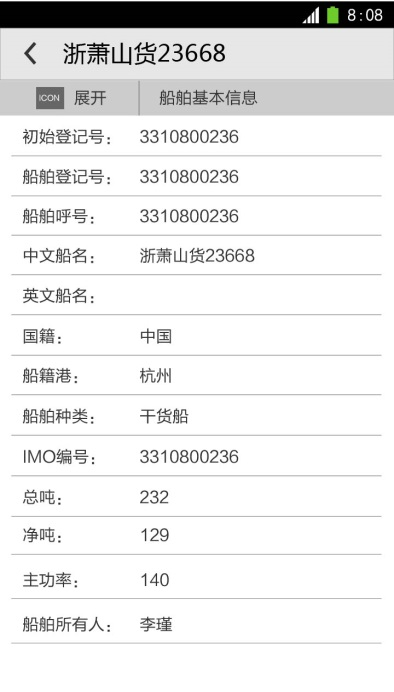 8:08
浙萧山货23668
ICON 展开 船舶基本信息
初始登记号： 3310800236
船舶登记号： 3310800236
船舶呼号： 3310800236
中文船名： 浙萧山货23668
英文船名：
国籍： 中国
船籍港： 杭州
船舶种类： 干货船
IMO编号： 3310800236
总吨： 232
净吨： 129
主功率： 140
船舶所有人： 李瑾